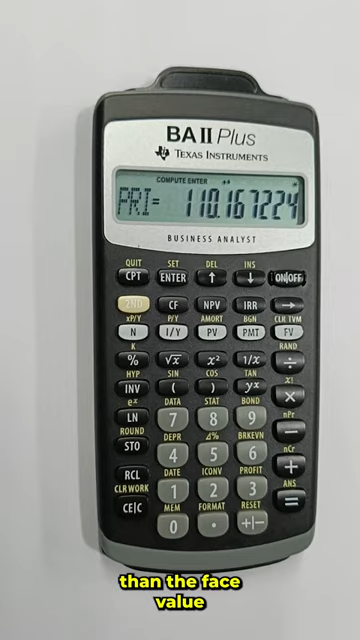 BA II Plus
TEXAS INSTRUMENTS
COMPUTE ENTER
PRI= 110.167224
BUSINESS ANALYST
QUIT SET DEL INS
CPT ENTER ↑ ↓ ON/OFF
2ND CF NPV IRR →
xP/Y P/Y AMORT BGN CLR TVM
N I/Y PV PMT FV
K RAND
% √x x² 1/x ÷
HYP SIN COS TAN x!
INV ( ) yˣ ×
eˣ DATA STAT BOND nPr
LN 7 8 9 −
ROUND DEPR Δ% BRKEVN nCr
STO 4 5 6 +
DATE ICONV PROFIT ANS
RCL 1 2 3 =
CLR WORK MEM FORMAT RESET
CE|C 0 . +|−
than the face
value